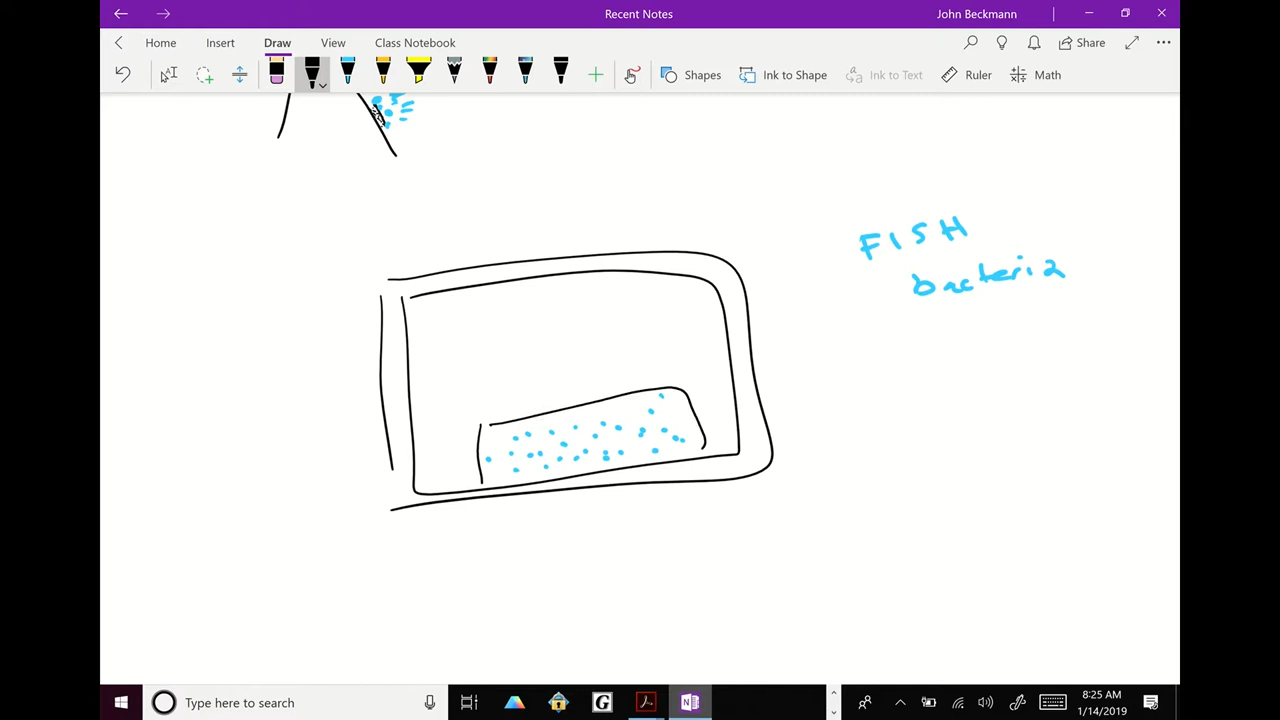 Recent Notes
John Beckmann
Home Insert Draw View Class Notebook
Share
Shapes
Ink to Shape
Ink to Text
Ruler
Math
FISH
bacteria
Type here to search
G
8:25 AM
1/14/2019